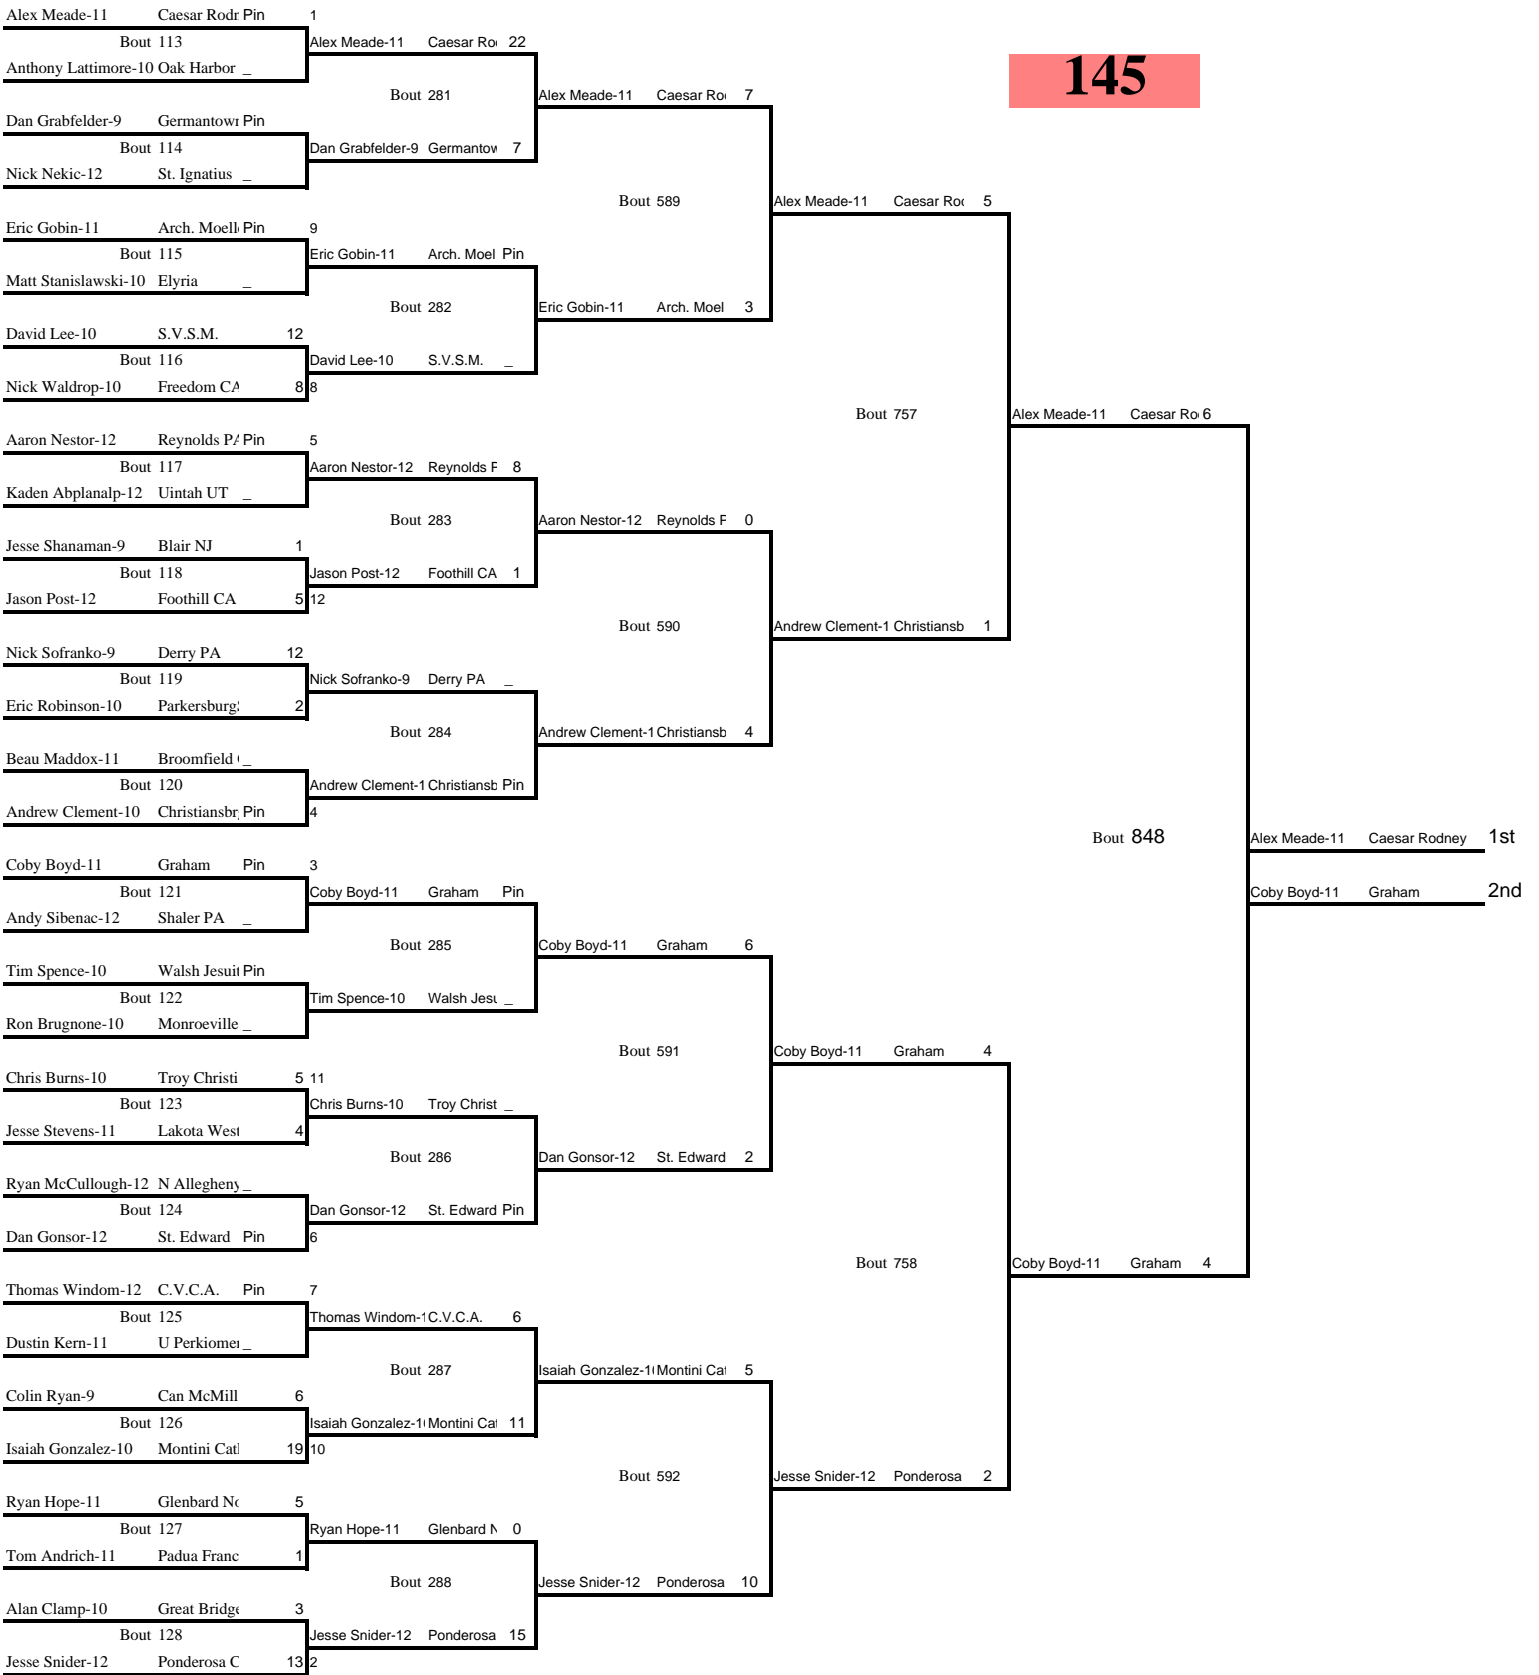 145
Alex Meade-11 Caesar Rodr Pin 1
Bout 113
Anthony Lattimore-10 Oak Harbor _
Dan Grabfelder-9 Germantown Pin
Bout 114
Nick Nekic-12 St. Ignatius _
Eric Gobin-11 Arch. Moell Pin 9
Bout 115
Matt Stanislawski-10 Elyria _
David Lee-10 S.V.S.M. 12
Bout 116
Nick Waldrop-10 Freedom CA 8 8
Aaron Nestor-12 Reynolds PA Pin 5
Bout 117
Kaden Abplanalp-12 Uintah UT _
Jesse Shanaman-9 Blair NJ 1
Bout 118
Jason Post-12 Foothill CA 5 12
Nick Sofranko-9 Derry PA 12
Bout 119
Eric Robinson-10 Parkersburg 2
Beau Maddox-11 Broomfield _
Bout 120
Andrew Clement-10 Christiansbr Pin 4
Coby Boyd-11 Graham Pin 3
Bout 121
Andy Sibenac-12 Shaler PA _
Tim Spence-10 Walsh Jesuit Pin
Bout 122
Ron Brugnone-10 Monroeville _
Chris Burns-10 Troy Christi 5 11
Bout 123
Jesse Stevens-11 Lakota West 4
Ryan McCullough-12 N Allegheny _
Bout 124
Dan Gonsor-12 St. Edward Pin 6
Thomas Windom-12 C.V.C.A. Pin 7
Bout 125
Dustin Kern-11 U Perkiomen _
Colin Ryan-9 Can McMill 6
Bout 126
Isaiah Gonzalez-10 Montini Catl 19 10
Ryan Hope-11 Glenbard No 5
Bout 127
Tom Andrich-11 Padua Franc 1
Alan Clamp-10 Great Bridge 3
Bout 128
Jesse Snider-12 Ponderosa C 13 2
Alex Meade-11 Caesar Ro 22
Bout 281
Dan Grabfelder-9 Germantow 7
Eric Gobin-11 Arch. Moel Pin
Bout 282
David Lee-10 S.V.S.M. _
Aaron Nestor-12 Reynolds P 8
Bout 283
Jason Post-12 Foothill CA 1
Nick Sofranko-9 Derry PA _
Bout 284
Andrew Clement-1 Christiansb Pin
Coby Boyd-11 Graham Pin
Bout 285
Tim Spence-10 Walsh Jesu _
Chris Burns-10 Troy Christ _
Bout 286
Dan Gonsor-12 St. Edward Pin
Thomas Windom-1 C.V.C.A. 6
Bout 287
Isaiah Gonzalez-1 Montini Cat 11
Ryan Hope-11 Glenbard N 0
Bout 288
Jesse Snider-12 Ponderosa 15
Alex Meade-11 Caesar Ro 7
Bout 589
Eric Gobin-11 Arch. Moel 3
Aaron Nestor-12 Reynolds P 0
Bout 590
Andrew Clement-1 Christiansb 4
Coby Boyd-11 Graham 6
Bout 591
Dan Gonsor-12 St. Edward 2
Isaiah Gonzalez-1 Montini Cat 5
Bout 592
Jesse Snider-12 Ponderosa 10
Alex Meade-11 Caesar Roc 5
Bout 757
Andrew Clement-1 Christiansb 1
Coby Boyd-11 Graham 4
Bout 758
Jesse Snider-12 Ponderosa 2
Alex Meade-11 Caesar Ro 6
Bout 848
Coby Boyd-11 Graham 4
Alex Meade-11 Caesar Rodney 1st
Coby Boyd-11 Graham 2nd